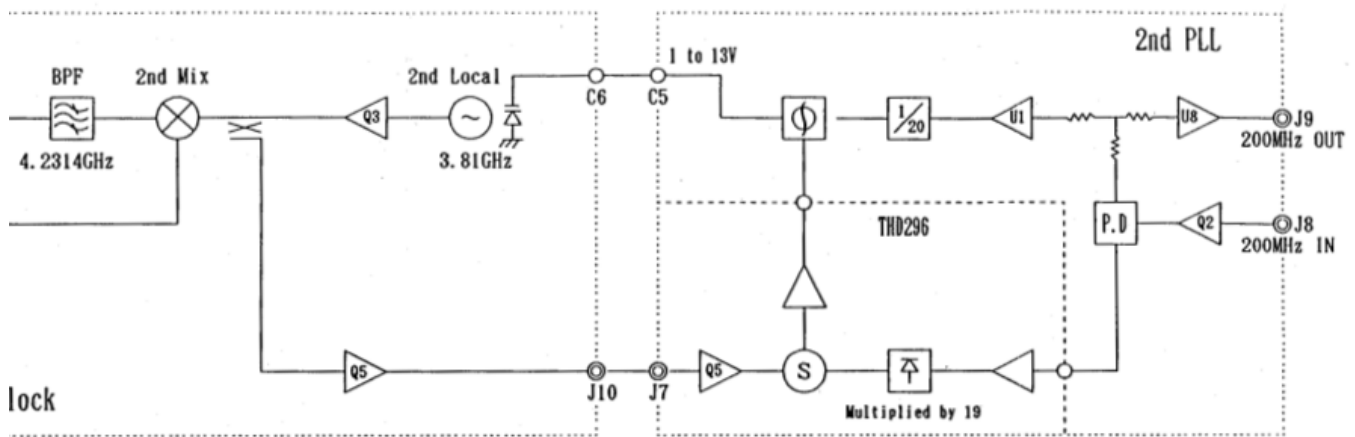 2nd PLL
1 to 13V
BPF
2nd Mix
2nd Local
C6
C5
Q3
1/20
U1
U8
J9
200MHz OUT
4.2314GHz
3.81GHz
THD296
P.D
Q2
J8
200MHz IN
Q5
J10
J7
Q5
S
lock
Multiplied by 19